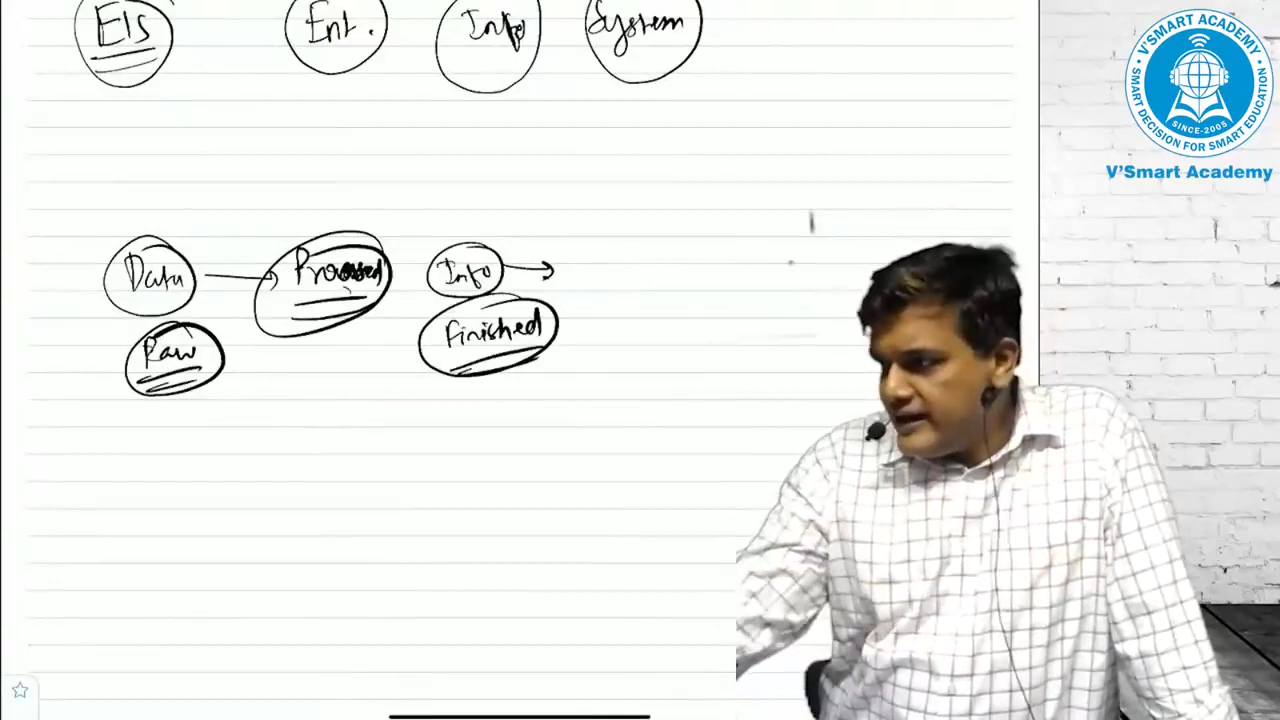 EIS Ent. Info System
Data Processed Info
Raw Finished
V'SMART ACADEMY
SMART DECISION FOR SMART EDUCATION
SINCE-2005
V'Smart Academy